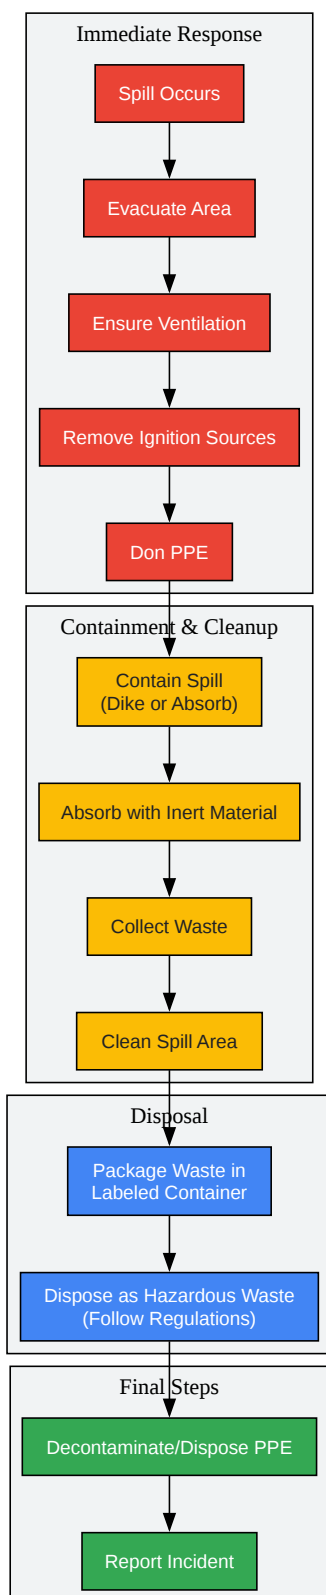 Immediate Response
Spill Occurs
Evacuate Area
Ensure Ventilation
Remove Ignition Sources
Don PPE
Containment & Cleanup
Contain Spill
(Dike or Absorb)
Absorb with Inert Material
Collect Waste
Clean Spill Area
Disposal
Package Waste in
Labeled Container
Dispose as Hazardous Waste
(Follow Regulations)
Final Steps
Decontaminate/Dispose PPE
Report Incident